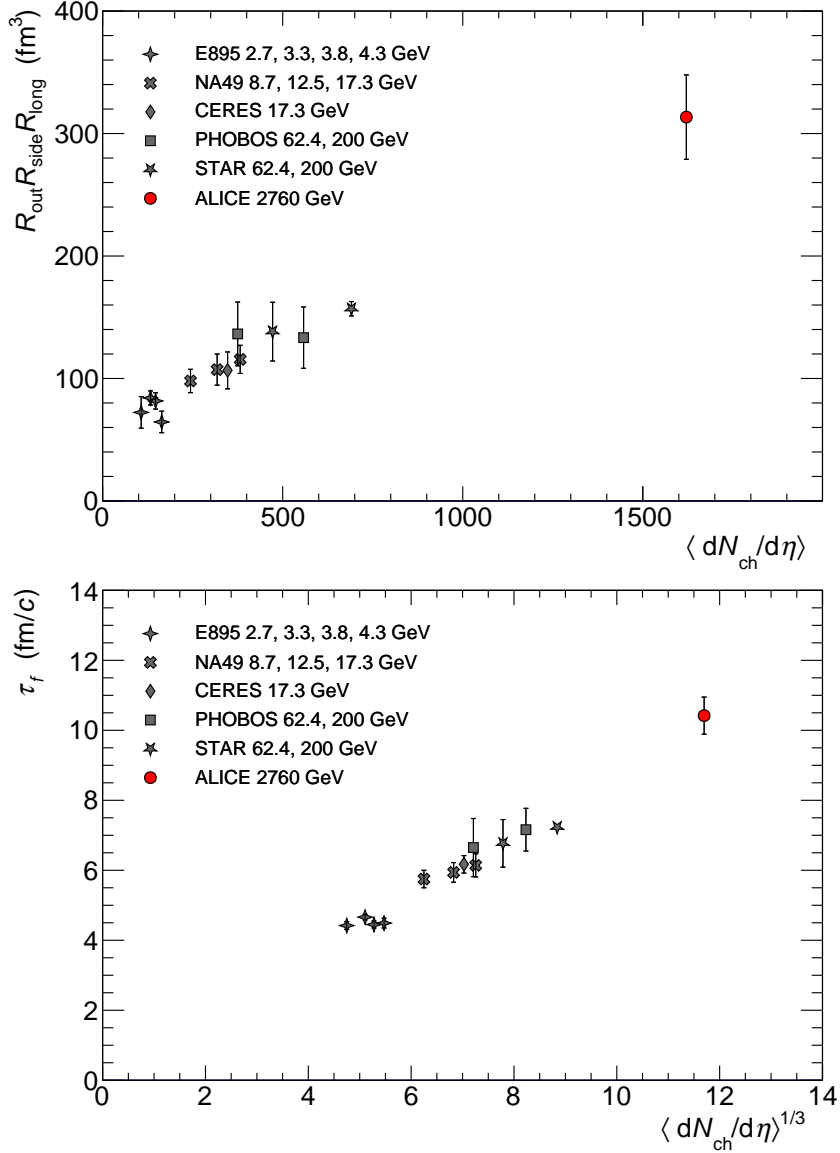 400
300
200
100
0
R_out R_side R_long (fm³)
E895 2.7, 3.3, 3.8, 4.3 GeV
NA49 8.7, 12.5, 17.3 GeV
CERES 17.3 GeV
PHOBOS 62.4, 200 GeV
STAR 62.4, 200 GeV
ALICE 2760 GeV
0 500 1000 1500
⟨ dN_ch/dη⟩
14
12
10
8
6
4
2
0
τ_f (fm/c)
E895 2.7, 3.3, 3.8, 4.3 GeV
NA49 8.7, 12.5, 17.3 GeV
CERES 17.3 GeV
PHOBOS 62.4, 200 GeV
STAR 62.4, 200 GeV
ALICE 2760 GeV
0 2 4 6 8 10 12 14
⟨ dN_ch/dη⟩^1/3